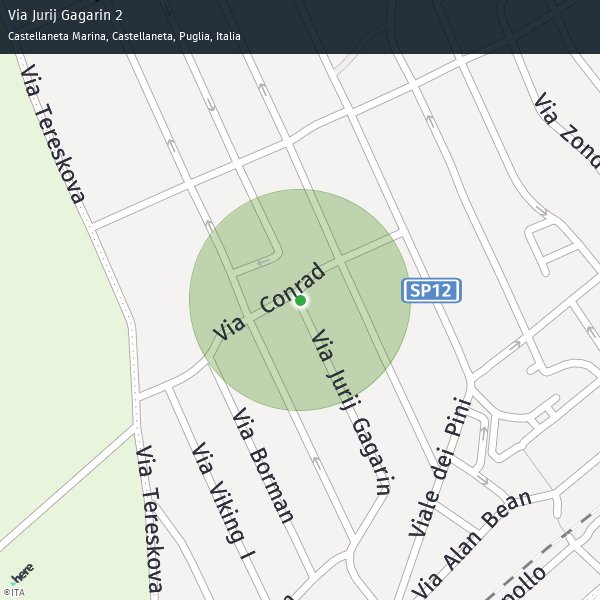 Via Jurij Gagarin 2
Castellaneta Marina, Castellaneta, Puglia, Italia
Via Tereskova
Via Zond
Via Conrad
SP12
Via Jurij Gagarin
Viale dei Pini
Via Borman
Via Viking I
Via Tereskova
Via Alan Bean
pollo
here
©ITA